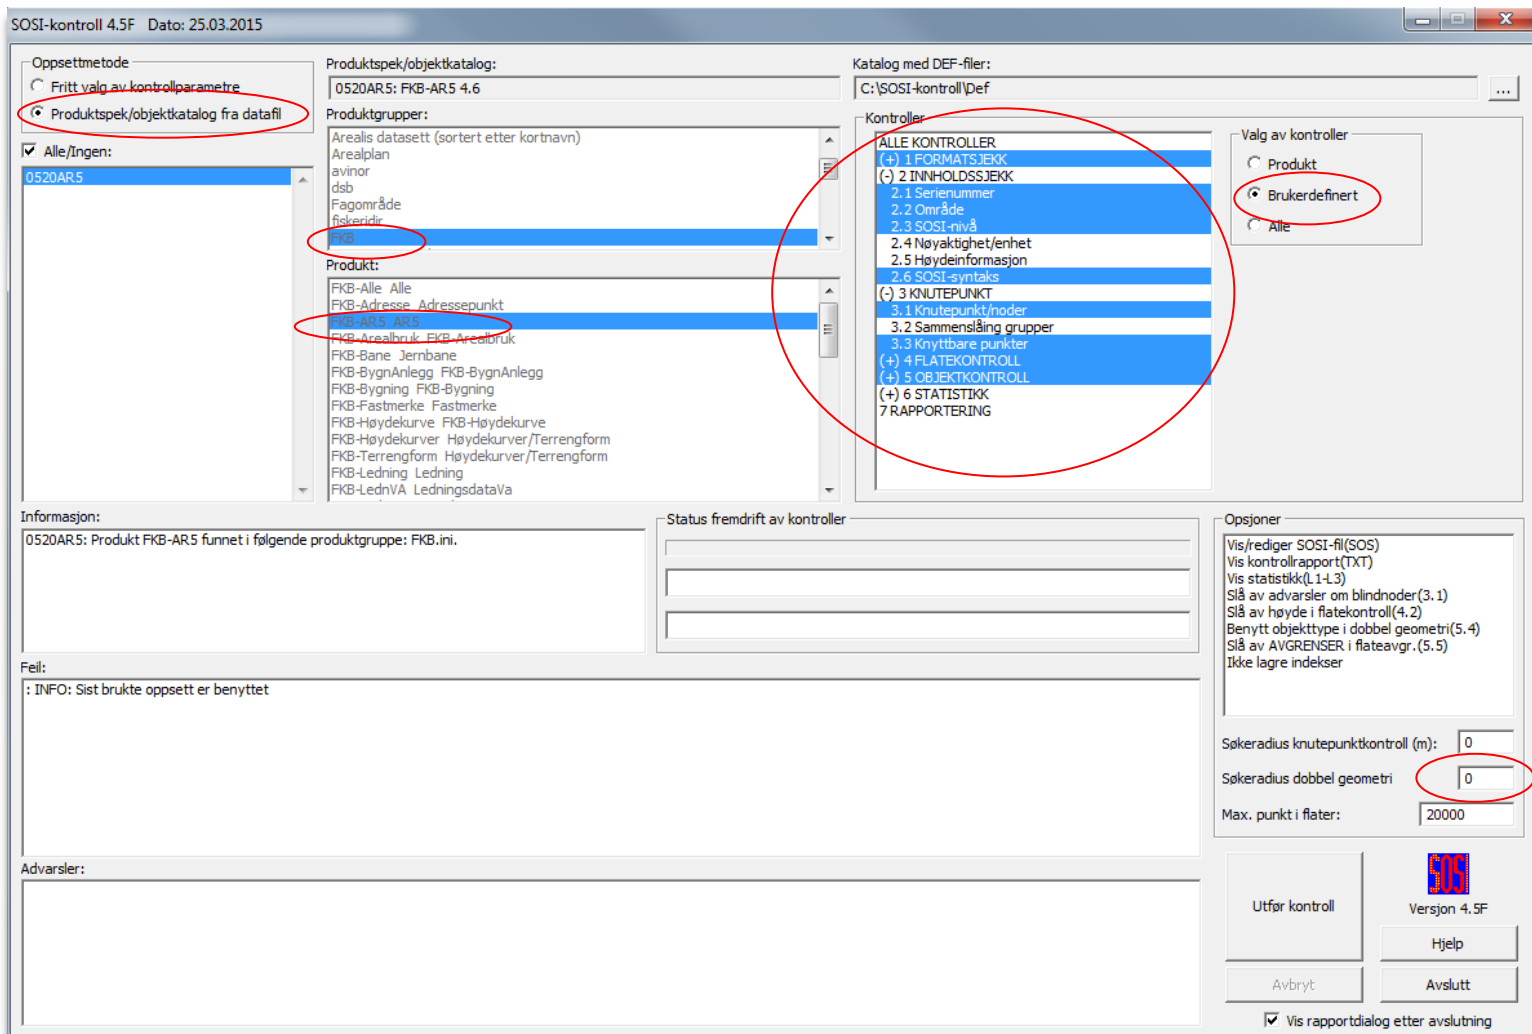 SOSI-kontroll 4.5F   Dato: 25.03.2015
Oppsettmetode
Fritt valg av kontrollparametre
Produktspek/objektkatalog fra datafil
Alle/Ingen:
0520AR5
Produktspek/objektkatalog:
0520AR5: FKB-AR5 4.6
Produktgrupper:
Arealis datasett (sortert etter kortnavn)
Arealplan
avinor
dsb
Fagområde
fiskeridir
FKB
Produkt:
FKB-Alle  Alle
FKB-Adresse  Adressepunkt
FKB-AR5  AR5
FKB-Arealbruk  FKB-Arealbruk
FKB-Bane  Jernbane
FKB-BygnAnlegg  FKB-BygnAnlegg
FKB-Bygning  FKB-Bygning
FKB-Fastmerke  Fastmerke
FKB-Høydekurve  FKB-Høydekurve
FKB-Høydekurver  Høydekurver/Terrengform
FKB-Terrengform  Høydekurver/Terrengform
FKB-Ledning  Ledning
FKB-LednVA  LedningsdataVa
Katalog med DEF-filer:
C:\SOSI-kontroll\Def
...
Kontroller
ALLE KONTROLLER
(+) 1 FORMATSJEKK
(-) 2 INNHOLDSSJEKK
2.1 Serienummer
2.2 Område
2.3 SOSI-nivå
2.4 Nøyaktighet/enhet
2.5 Høydeinformasjon
2.6 SOSI-syntaks
(-) 3 KNUTEPUNKT
3.1 Knutepunkt/noder
3.2 Sammenslåing grupper
3.3 Knyttbare punkter
(+) 4 FLATEKONTROLL
(+) 5 OBJEKTKONTROLL
(+) 6 STATISTIKK
7 RAPPORTERING
Valg av kontroller
Produkt
Brukerdefinert
Alle
Informasjon:
0520AR5: Produkt FKB-AR5 funnet i følgende produktgruppe: FKB.ini.
Status fremdrift av kontroller
Opsjoner
Vis/rediger SOSI-fil(SOS)
Vis kontrollrapport(TXT)
Vis statistikk(L1-L3)
Slå av advarsler om blindnoder(3.1)
Slå av høyde i flatekontroll(4.2)
Benytt objekttype i dobbel geometri(5.4)
Slå av AVGRENSER i flateavgr.(5.5)
Ikke lagre indekser
Søkeradius knutepunktkontroll (m): 0
Søkeradius dobbel geometri 0
Max. punkt i flater: 20000
Feil:
: INFO: Sist brukte oppsett er benyttet
Advarsler:
Utfør kontroll
SOSI
Versjon 4.5F
Hjelp
Avbryt
Avslutt
Vis rapportdialog etter avslutning